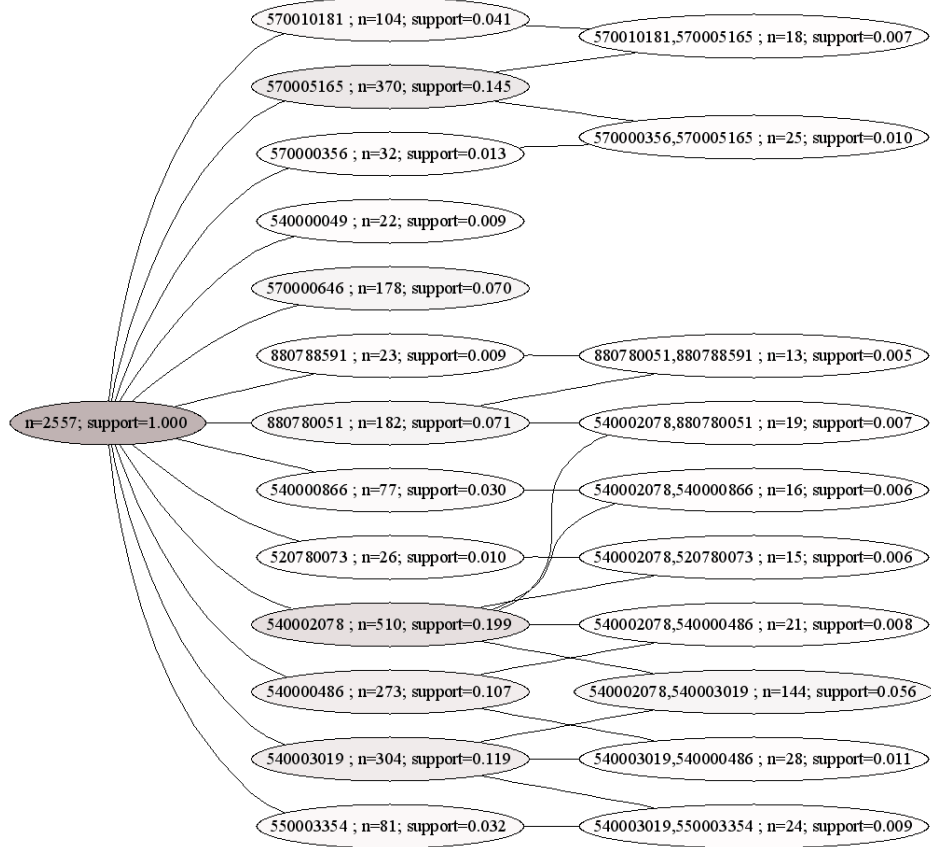 570010181 ; n=104; support=0.041
570010181,570005165 ; n=18; support=0.007
570005165 ; n=370; support=0.145
570000356,570005165 ; n=25; support=0.010
570000356 ; n=32; support=0.013
540000049 ; n=22; support=0.009
570000646 ; n=178; support=0.070
880788591 ; n=23; support=0.009
880780051,880788591 ; n=13; support=0.005
n=2557; support=1.000
880780051 ; n=182; support=0.071
540002078,880780051 ; n=19; support=0.007
540000866 ; n=77; support=0.030
540002078,540000866 ; n=16; support=0.006
520780073 ; n=26; support=0.010
540002078,520780073 ; n=15; support=0.006
540002078 ; n=510; support=0.199
540002078,540000486 ; n=21; support=0.008
540000486 ; n=273; support=0.107
540002078,540003019 ; n=144; support=0.056
540003019 ; n=304; support=0.119
540003019,540000486 ; n=28; support=0.011
550003354 ; n=81; support=0.032
540003019,550003354 ; n=24; support=0.009